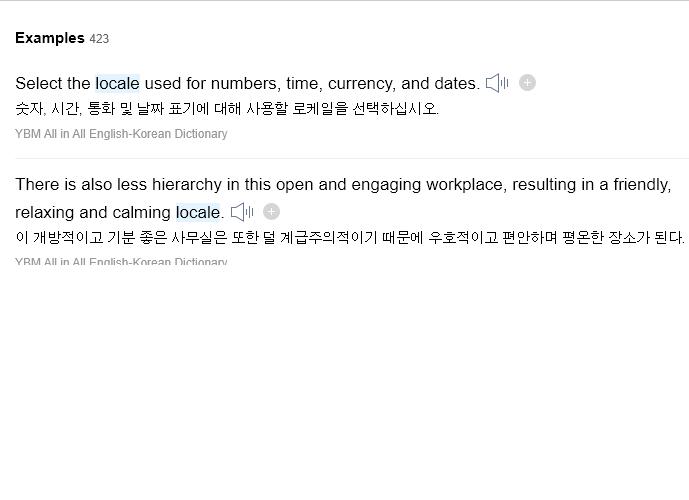 Examples 423
Select the locale used for numbers, time, currency, and dates.
숫자, 시간, 통화 및 날짜 표기에 대해 사용할 로케일을 선택하십시오.
YBM All in All English-Korean Dictionary
There is also less hierarchy in this open and engaging workplace, resulting in a friendly,
relaxing and calming locale.
이 개방적이고 기분 좋은 사무실은 또한 덜 계급주의적이기 때문에 우호적이고 편안하며 평온한 장소가 된다.
YBM All in All English-Korean Dictionary